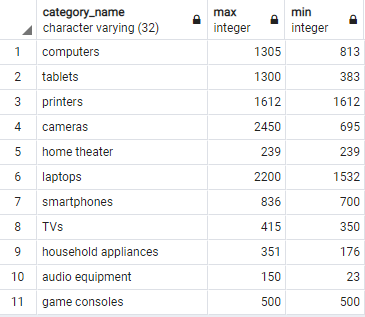 category_name max min
character varying (32) integer integer
1 computers 1305 813
2 tablets 1300 383
3 printers 1612 1612
4 cameras 2450 695
5 home theater 239 239
6 laptops 2200 1532
7 smartphones 836 700
8 TVs 415 350
9 household appliances 351 176
10 audio equipment 150 23
11 game consoles 500 500